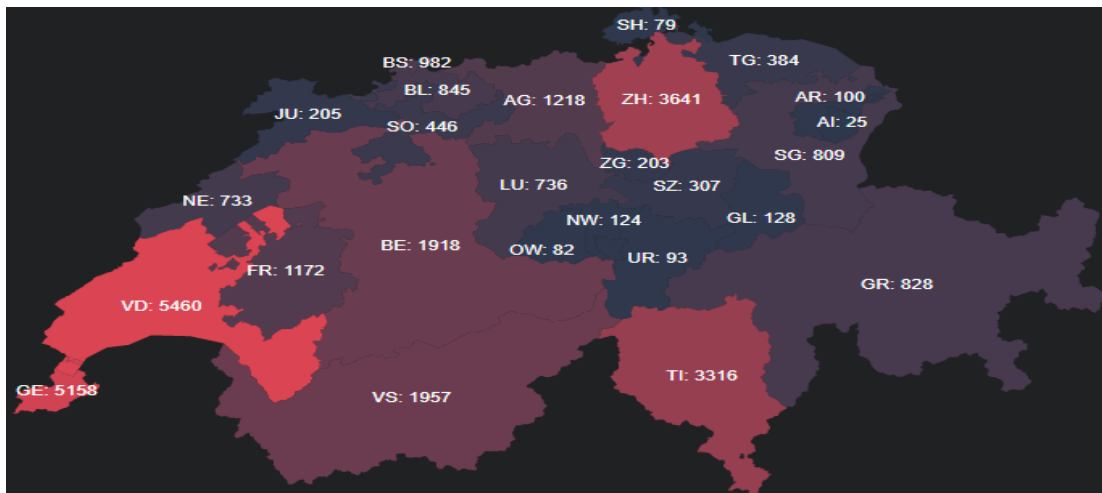 SH: 79
BS: 982
TG: 384
BL: 845
AG: 1218
ZH: 3641
AR: 100
JU: 205
SO: 446
AI: 25
SG: 809
ZG: 203
LU: 736
SZ: 307
NE: 733
NW: 124
GL: 128
BE: 1918
OW: 82
UR: 93
FR: 1172
GR: 828
VD: 5460
TI: 3316
GE: 5158
VS: 1957